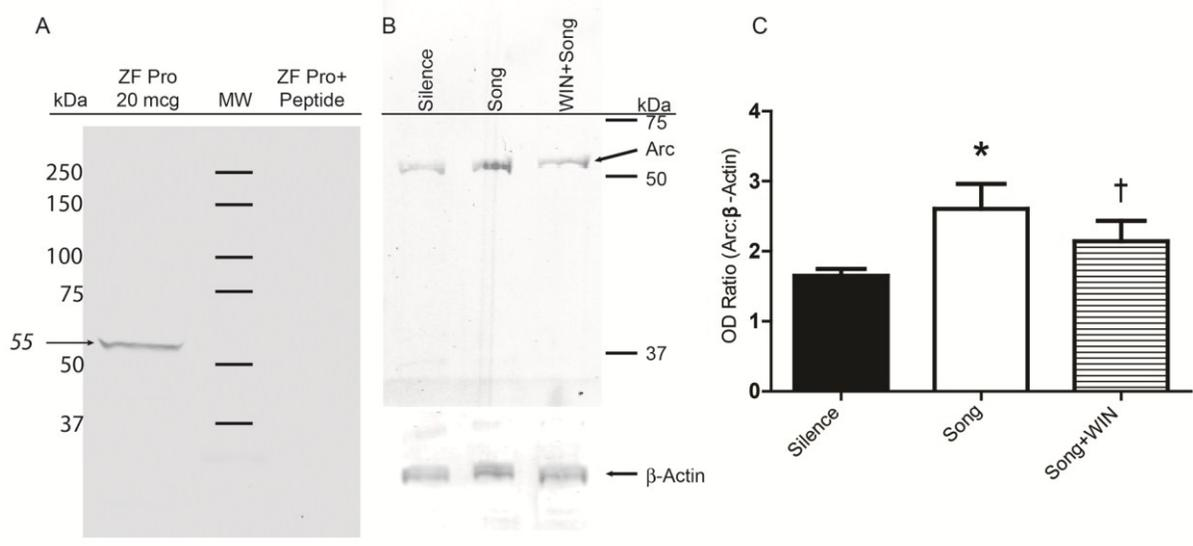 A
ZF Pro
20 mcg
kDa
MW
ZF Pro+
Peptide
250
150
100
75
55
50
37
B
Silence
Song
WIN+Song
kDa
75
Arc
50
37
β-Actin
C
OD Ratio (Arc:β -Actin)
4
3
2
1
0
*
†
Silence
Song
Song+WIN